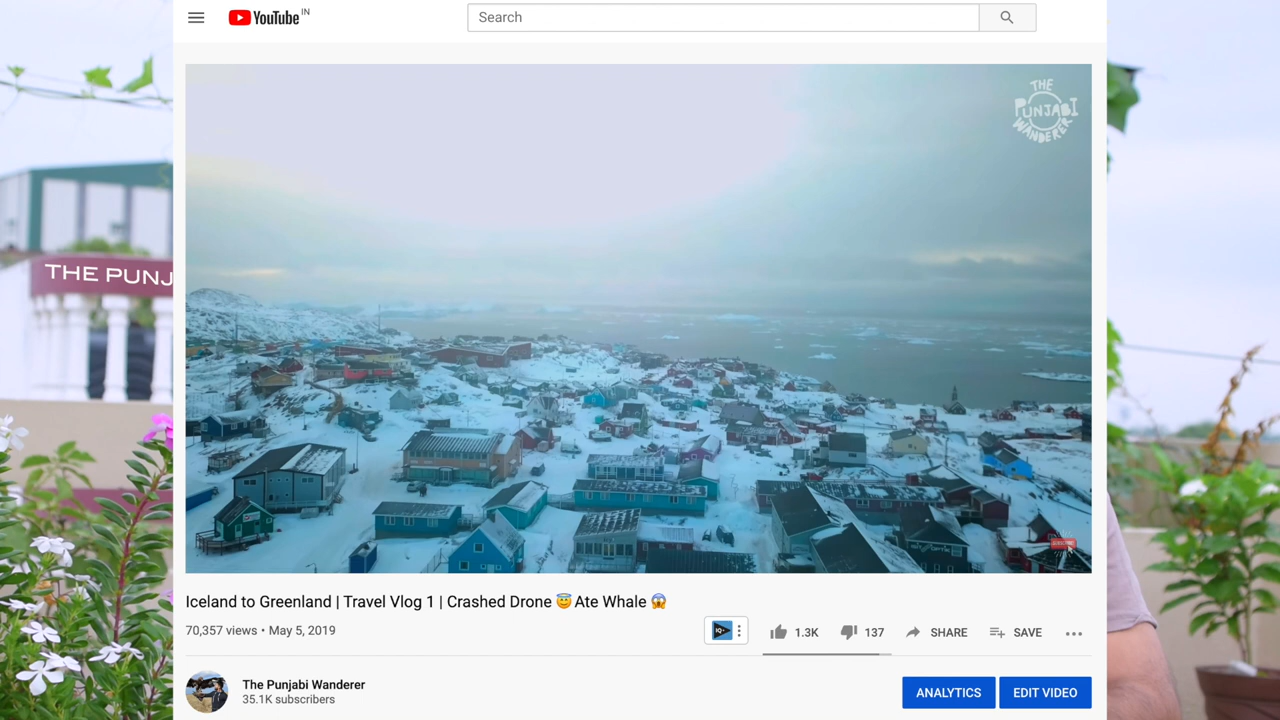 YouTube IN
Search
THE
PUNJABI
WANDERER
THE PUNJ
SUBSCRIBE
Iceland to Greenland | Travel Vlog 1 | Crashed Drone 😇 Ate Whale 😱
70,357 views • May 5, 2019
IQ
1.3K
137
SHARE
SAVE
The Punjabi Wanderer
35.1K subscribers
ANALYTICS
EDIT VIDEO